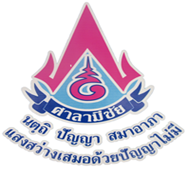 ศาลามีชัย
นตถิ ปัญญา สมาอาภา
แสงสว่างเสมอด้วยปัญญาไม่มี